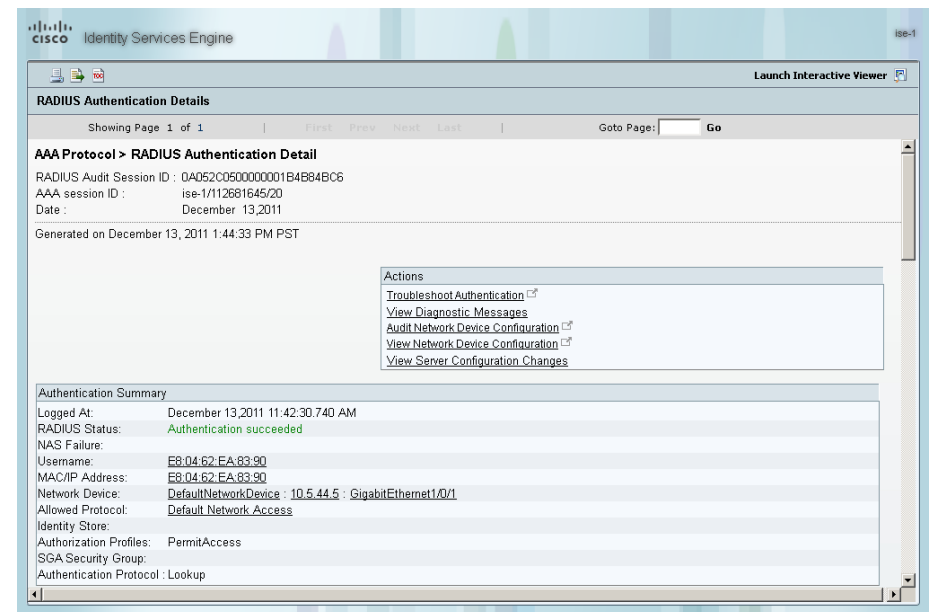 cisco Identity Services Engine
ise-1
Launch Interactive Viewer
TOC
RADIUS Authentication Details
Showing Page 1 of 1 | First Prev Next Last | Goto Page: Go
AAA Protocol > RADIUS Authentication Detail
RADIUS Audit Session ID : 0A052C0500000001B4B84BC6
AAA session ID : ise-1/112681645/20
Date : December 13,2011
Generated on December 13, 2011 1:44:33 PM PST
Actions
Troubleshoot Authentication
View Diagnostic Messages
Audit Network Device Configuration
View Network Device Configuration
View Server Configuration Changes
Authentication Summary
Logged At: December 13,2011 11:42:30.740 AM
RADIUS Status: Authentication succeeded
NAS Failure:
Username: E8:04:62:EA:83:90
MAC/IP Address: E8:04:62:EA:83:90
Network Device: DefaultNetworkDevice : 10.5.44.5 : GigabitEthernet1/0/1
Allowed Protocol: Default Network Access
Identity Store:
Authorization Profiles: PermitAccess
SGA Security Group:
Authentication Protocol : Lookup